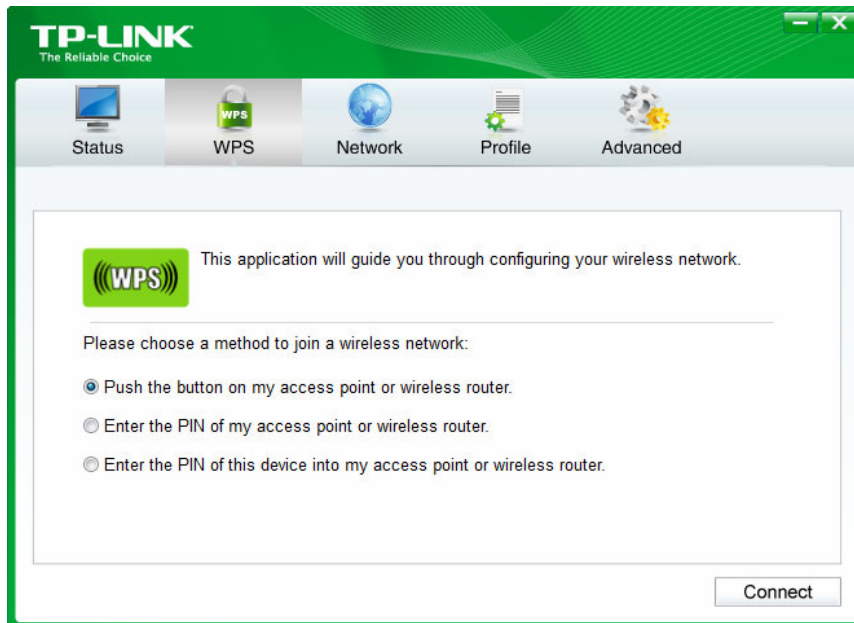 TP-LINK
The Reliable Choice
Status
WPS
WPS
Network
Profile
Advanced
WPS
This application will guide you through configuring your wireless network.
Please choose a method to join a wireless network:
Push the button on my access point or wireless router.
Enter the PIN of my access point or wireless router.
Enter the PIN of this device into my access point or wireless router.
Connect